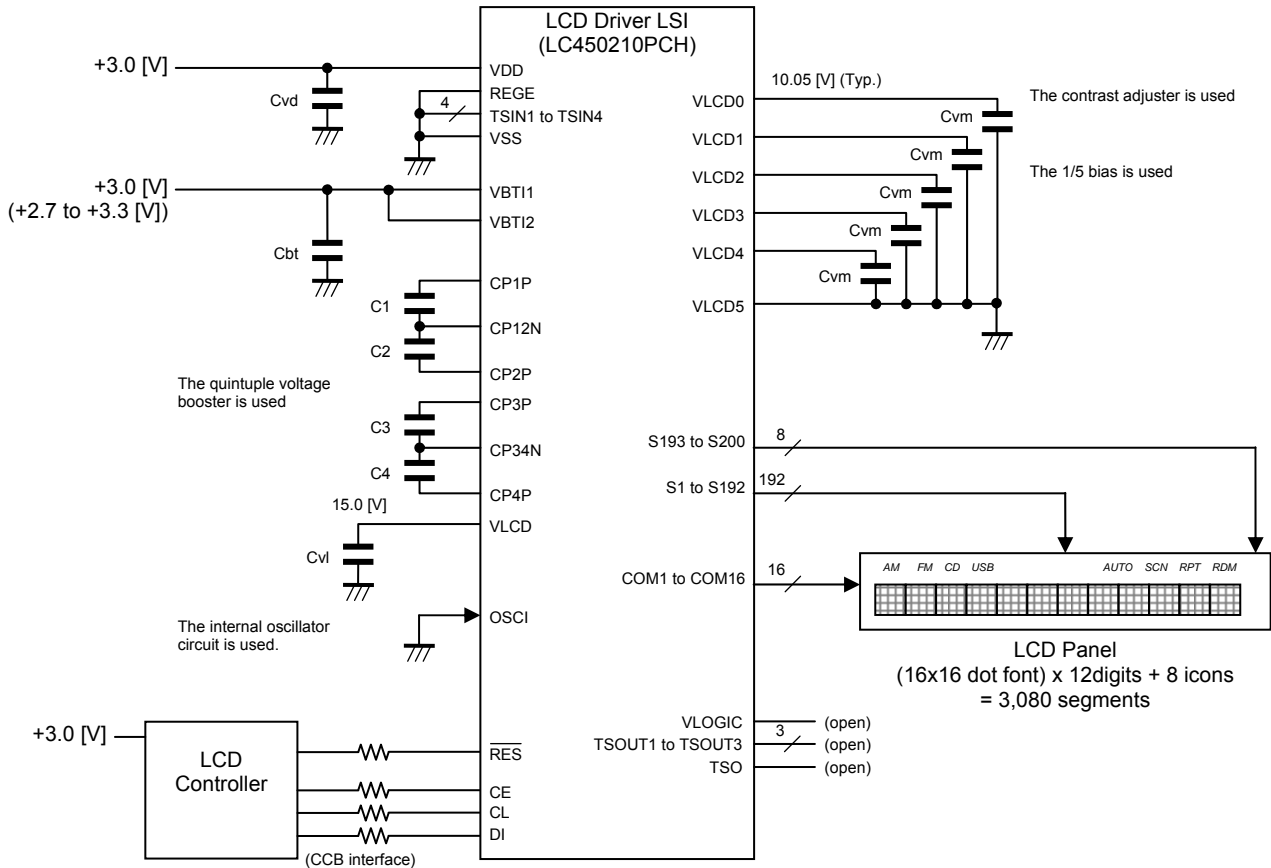 LCD Driver LSI
(LC450210PCH)
+3.0 [V]
Cvd
VDD
REGE
4
TSIN1 to TSIN4
VSS
+3.0 [V]
(+2.7 to +3.3 [V])
Cbt
VBTI1
VBTI2
CP1P
C1
CP12N
C2
CP2P
The quintuple voltage
booster is used
CP3P
C3
CP34N
C4
CP4P
15.0 [V]
VLCD
Cvl
OSCI
The internal oscillator
circuit is used.
+3.0 [V]
LCD
Controller
RES
CE
CL
DI
(CCB interface)
10.05 [V] (Typ.)
VLCD0
Cvm
The contrast adjuster is used
VLCD1
Cvm
VLCD2
Cvm
The 1/5 bias is used
VLCD3
Cvm
VLCD4
Cvm
VLCD5
S193 to S200
8
S1 to S192
192
COM1 to COM16
16
AM FM CD USB AUTO SCN RPT RDM
LCD Panel
(16x16 dot font) x 12digits + 8 icons
= 3,080 segments
VLOGIC
(open)
TSOUT1 to TSOUT3
3
(open)
TSO
(open)